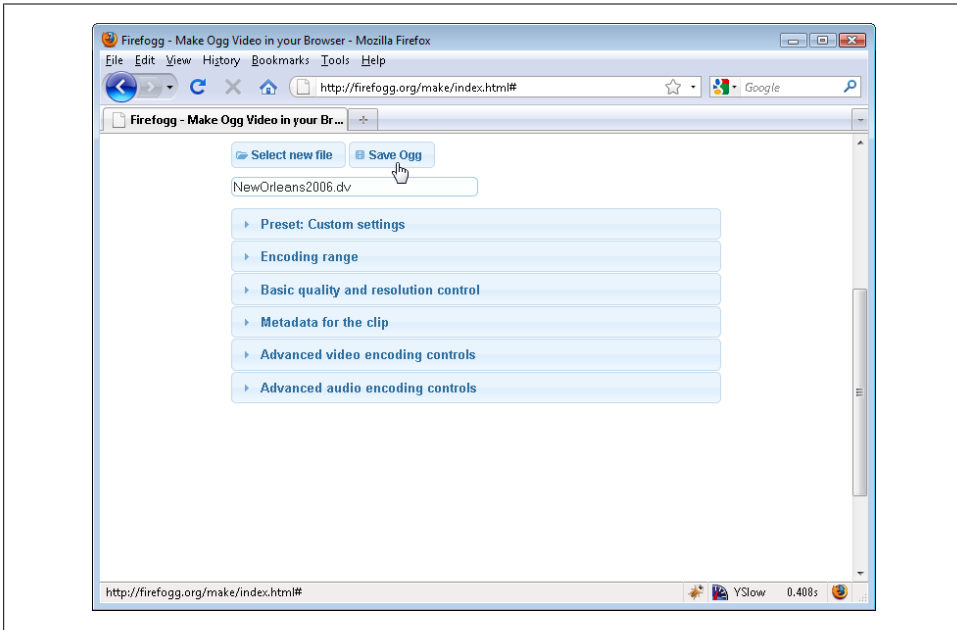 Firefogg - Make Ogg Video in your Browser - Mozilla Firefox
File Edit View History Bookmarks Tools Help
http://firefogg.org/make/index.html#
Google
Firefogg - Make Ogg Video in your Br...
Select new file
Save Ogg
NewOrleans2006.dv
Preset: Custom settings
Encoding range
Basic quality and resolution control
Metadata for the clip
Advanced video encoding controls
Advanced audio encoding controls
http://firefogg.org/make/index.html#
YSlow 0.408s